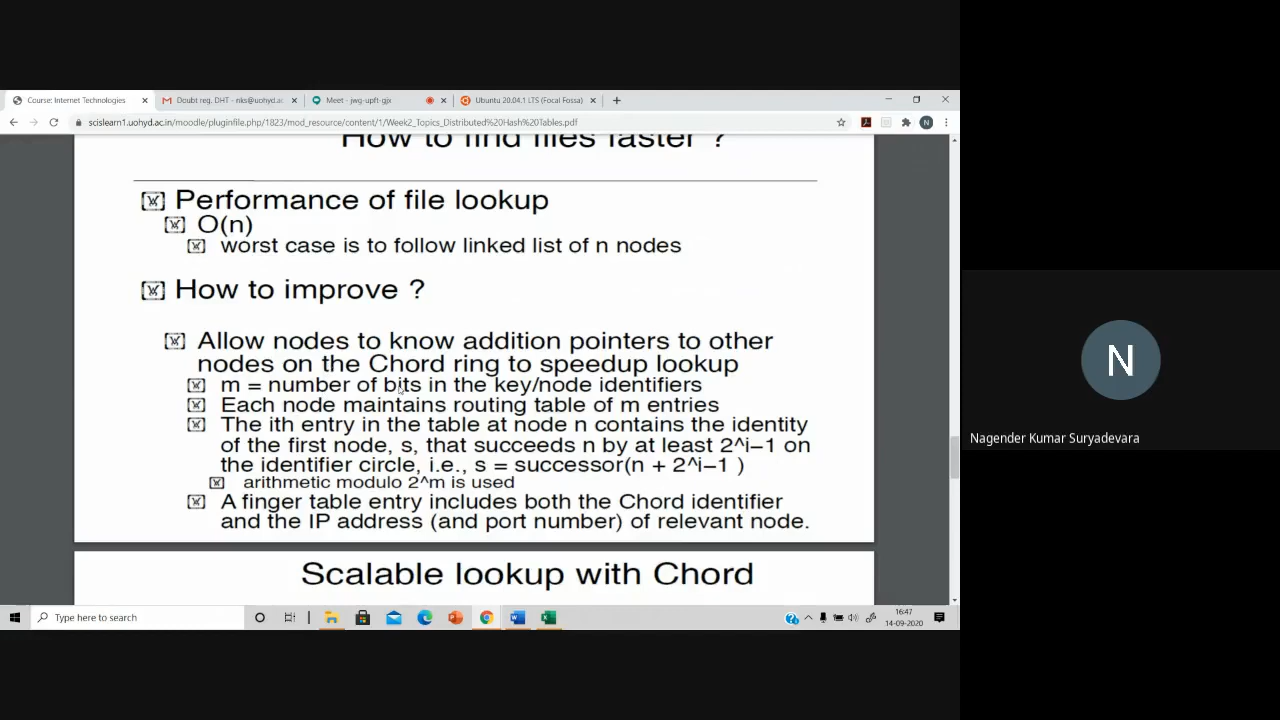 Course: Internet Technologies
Doubt reg. DHT - nks@uohyd.ac
Meet - jwg-upft-gjx
Ubuntu 20.04.1 LTS (Focal Fossa)
scislearn1.uohyd.ac.in/moodle/pluginfile.php/1823/mod_resource/content/1/Week2_Topics_Distributed%20Hash%20Tables.pdf
N
How to find files faster ?
Performance of file lookup
O(n)
worst case is to follow linked list of n nodes
How to improve ?
Allow nodes to know addition pointers to other
nodes on the Chord ring to speedup lookup
m = number of bits in the key/node identifiers
Each node maintains routing table of m entries
The ith entry in the table at node n contains the identity
of the first node, s, that succeeds n by at least 2^i−1 on
the identifier circle, i.e., s = successor(n + 2^i−1 )
arithmetic modulo 2^m is used
A finger table entry includes both the Chord identifier
and the IP address (and port number) of relevant node.
Scalable lookup with Chord
N
Nagender Kumar Suryadevara
Type here to search
16:47
14-09-2020